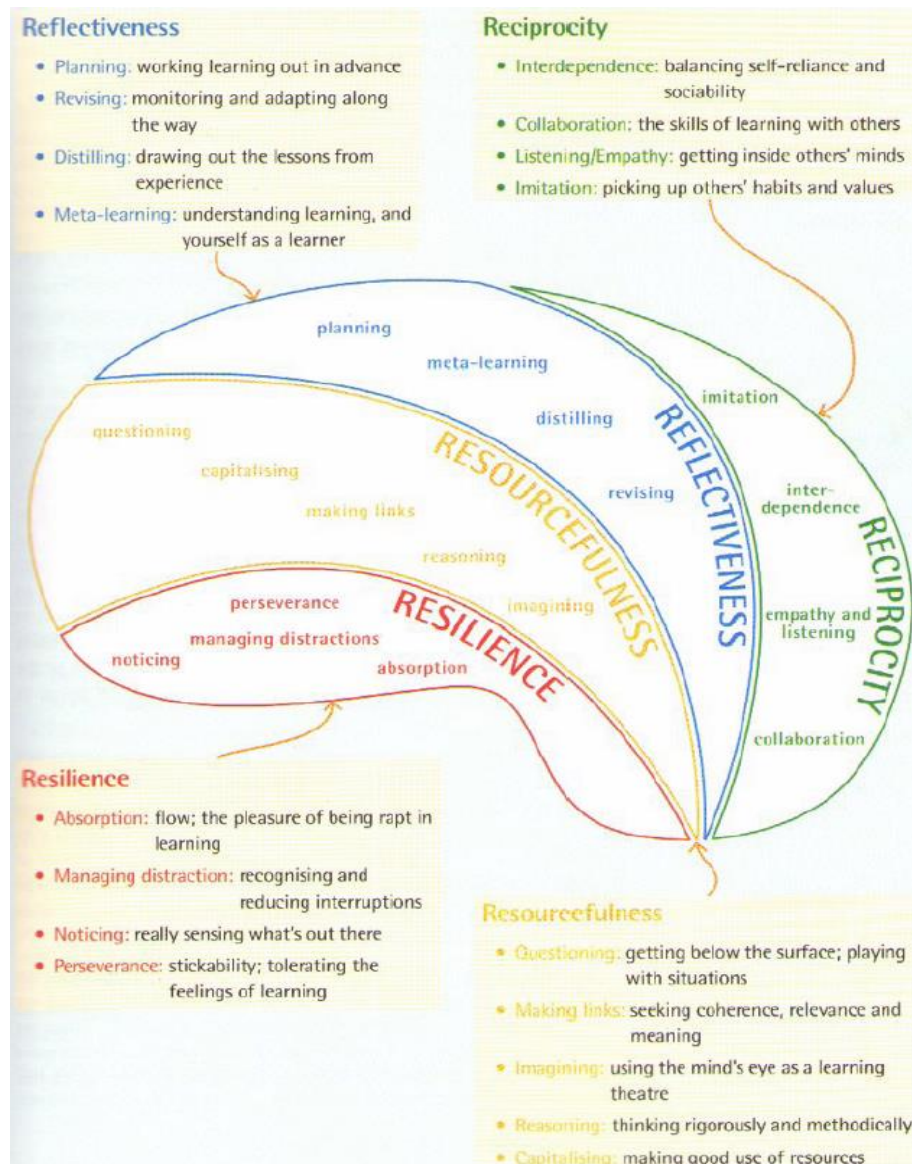 Reflectiveness
• Planning: working learning out in advance
• Revising: monitoring and adapting along
the way
• Distilling: drawing out the lessons from
experience
• Meta-learning: understanding learning, and
yourself as a learner
Reciprocity
• Interdependence: balancing self-reliance and
sociability
• Collaboration: the skills of learning with others
• Listening/Empathy: getting inside others' minds
• Imitation: picking up others' habits and values
planning
meta-learning
distilling
revising
REFLECTIVENESS
imitation
inter-
dependence
empathy and
listening
collaboration
RECIPROCITY
questioning
capitalising
making links
reasoning
imagining
RESOURCEFULNESS
perseverance
managing distractions
noticing
absorption
RESILIENCE
Resilience
• Absorption: flow; the pleasure of being rapt in
learning
• Managing distraction: recognising and
reducing interruptions
• Noticing: really sensing what's out there
• Perseverance: stickability; tolerating the
feelings of learning
Resourcefulness
• Questioning: getting below the surface; playing
with situations
• Making links: seeking coherence, relevance and
meaning
• Imagining: using the mind's eye as a learning
theatre
• Reasoning: thinking rigorously and methodically
• Capitalising: making good use of resources